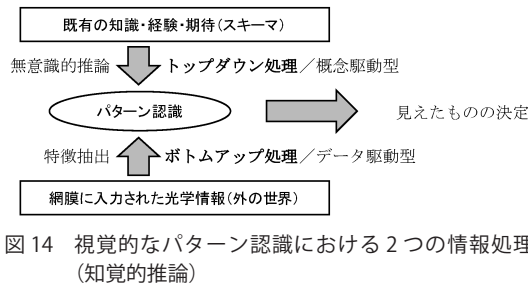 既有の知識・経験・期待(スキーマ)
無意識的推論 トップダウン処理／概念駆動型
パターン認識 見えたものの決定
特徴抽出 ボトムアップ処理／データ駆動型
網膜に入力された光学情報(外の世界)
図 14 視覚的なパターン認識における 2 つの情報処理
（知覚的推論）